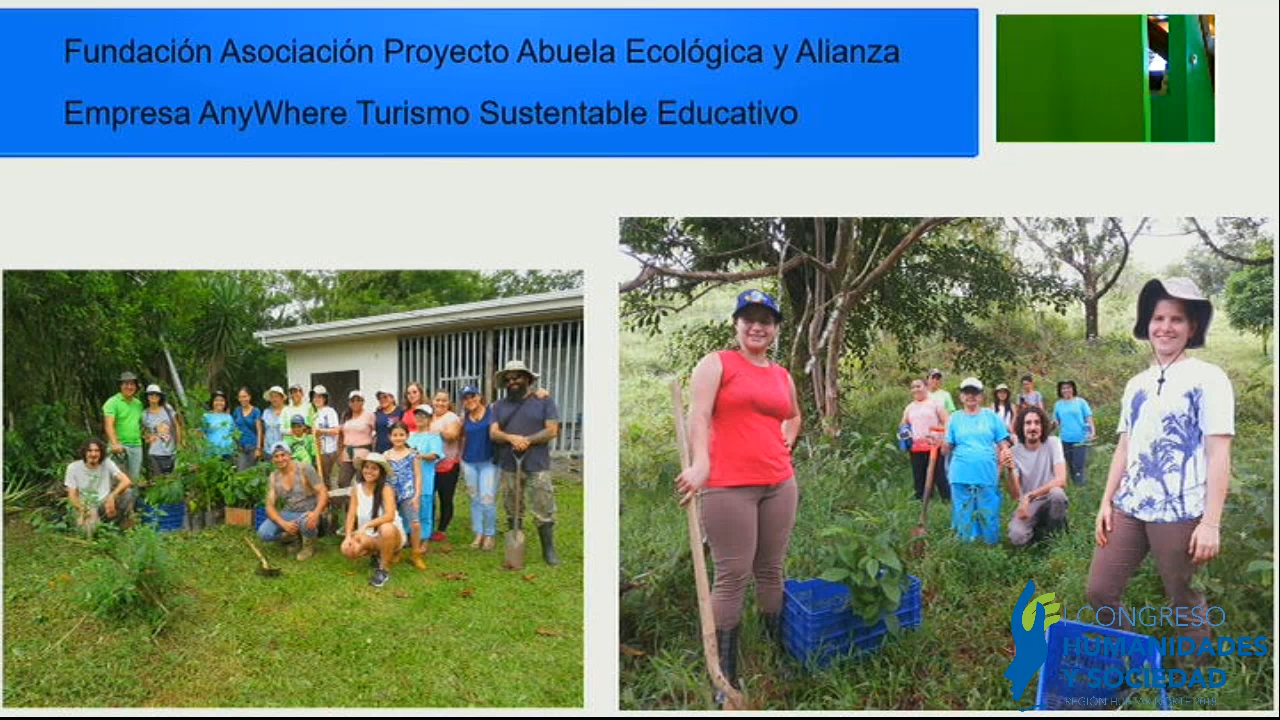 Fundación Asociación Proyecto Abuela Ecológica y Alianza
Empresa AnyWhere Turismo Sustentable Educativo
I CONGRESO
HUMANIDADES
Y SOCIEDAD